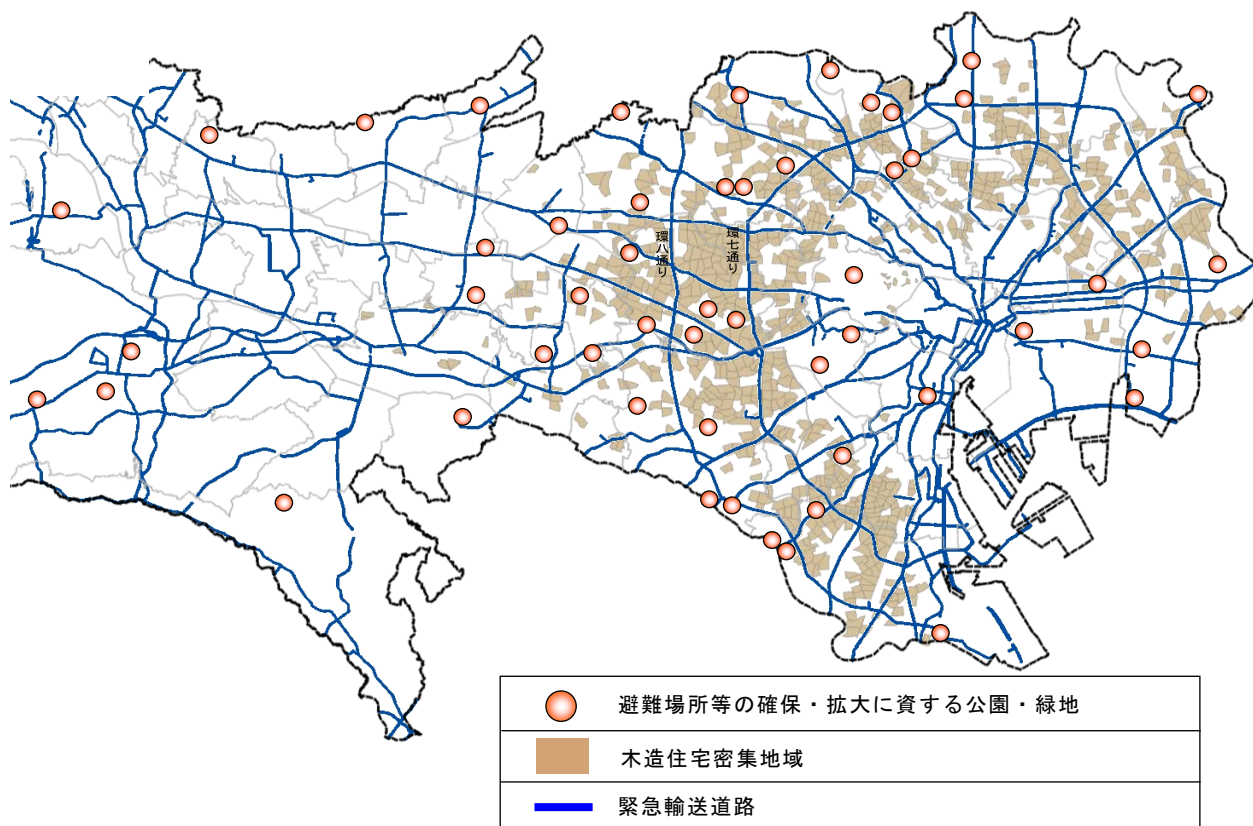 環八通り
環七通り
避難場所等の確保・拡大に資する公園・緑地
木造住宅密集地域
緊急輸送道路